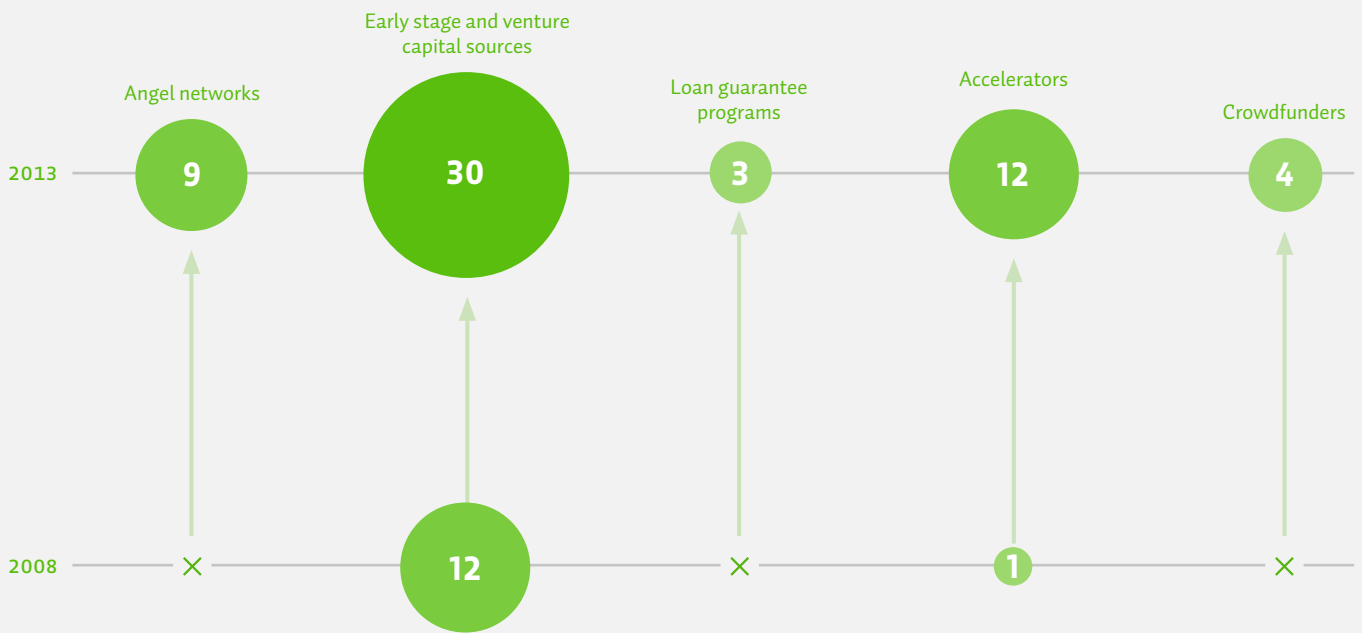 Early stage and venture
capital sources
Angel networks
Loan guarantee
programs
Accelerators
Crowdfunders
2013
9
30
3
12
4
2008
12
1